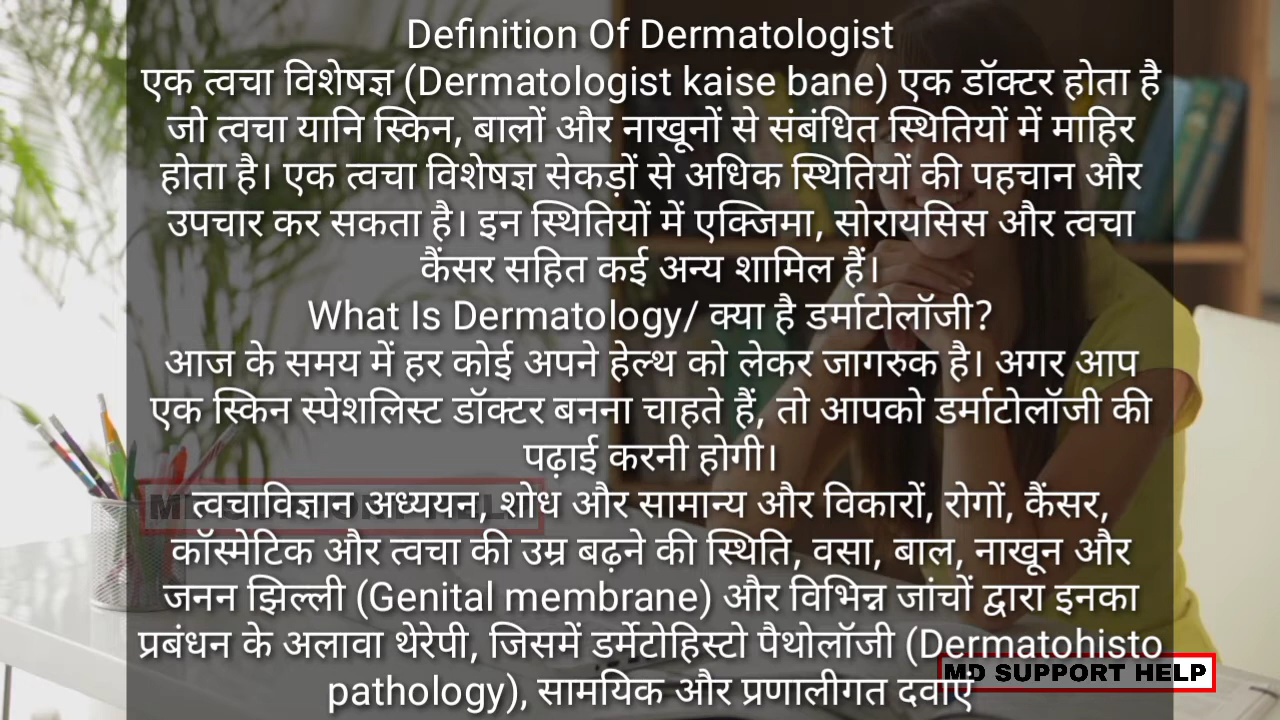 Definition Of Dermatologist
एक त्वचा विशेषज्ञ (Dermatologist kaise bane) एक डॉक्टर होता है
जो त्वचा यानि स्किन, बालों और नाखूनों से संबंधित स्थितियों में माहिर
होता है। एक त्वचा विशेषज्ञ सेकड़ों से अधिक स्थितियों की पहचान और
उपचार कर सकता है। इन स्थितियों में एक्जिमा, सोरायसिस और त्वचा
कैंसर सहित कई अन्य शामिल हैं।
What Is Dermatology/ क्या है डर्माटोलॉजी?
आज के समय में हर कोई अपने हेल्थ को लेकर जागरुक है। अगर आप
एक स्किन स्पेशलिस्ट डॉक्टर बनना चाहते हैं, तो आपको डर्माटोलॉजी की
पढ़ाई करनी होगी।
त्वचाविज्ञान अध्ययन, शोध और सामान्य और विकारों, रोगों, कैंसर,
कॉस्मेटिक और त्वचा की उम्र बढ़ने की स्थिति, वसा, बाल, नाखून और
जनन झिल्ली (Genital membrane) और विभिन्न जांचों द्वारा इनका
प्रबंधन के अलावा थेरेपी, जिसमें डर्मेटोहिस्टो पैथोलॉजी (Dermatohisto
pathology), सामयिक और प्रणालीगत दवाएं
MD SUPPORT HELP